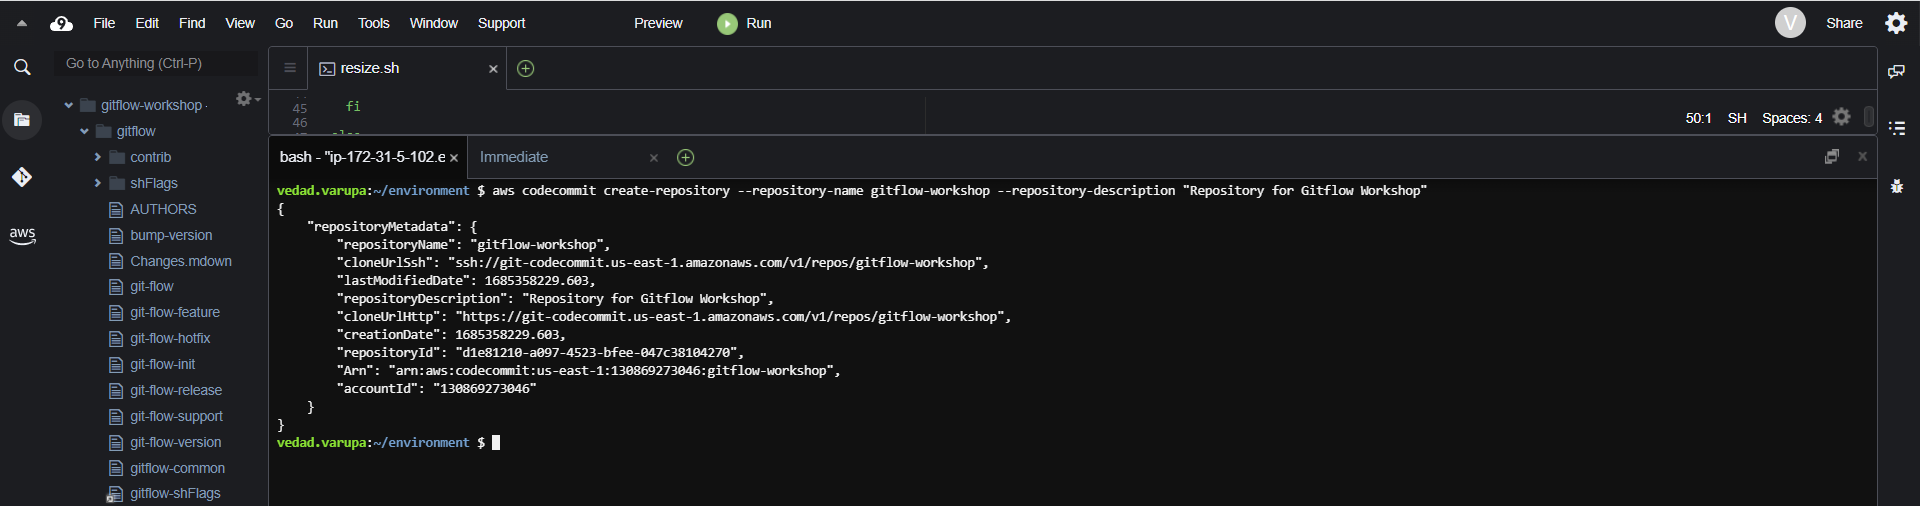 File Edit Find View Go Run Tools Window Support Preview Run V Share
Go to Anything (Ctrl-P)
resize.sh
gitflow-workshop -
gitflow
contrib
shFlags
AUTHORS
bump-version
Changes.mdown
git-flow
git-flow-feature
git-flow-hotfix
git-flow-init
git-flow-release
git-flow-support
git-flow-version
gitflow-common
gitflow-shFlags
aws
45 fi
46
50:1 SH Spaces: 4
bash - "ip-172-31-5-102.e Immediate
vedad.varupa:~/environment $ aws codecommit create-repository --repository-name gitflow-workshop --repository-description "Repository for Gitflow Workshop"
{
"repositoryMetadata": {
"repositoryName": "gitflow-workshop",
"cloneUrlSsh": "ssh://git-codecommit.us-east-1.amazonaws.com/v1/repos/gitflow-workshop",
"lastModifiedDate": 1685358229.603,
"repositoryDescription": "Repository for Gitflow Workshop",
"cloneUrlHttp": "https://git-codecommit.us-east-1.amazonaws.com/v1/repos/gitflow-workshop",
"creationDate": 1685358229.603,
"repositoryId": "d1e81210-a097-4523-bfee-047c38104270",
"Arn": "arn:aws:codecommit:us-east-1:130869273046:gitflow-workshop",
"accountId": "130869273046"
}
}
vedad.varupa:~/environment $